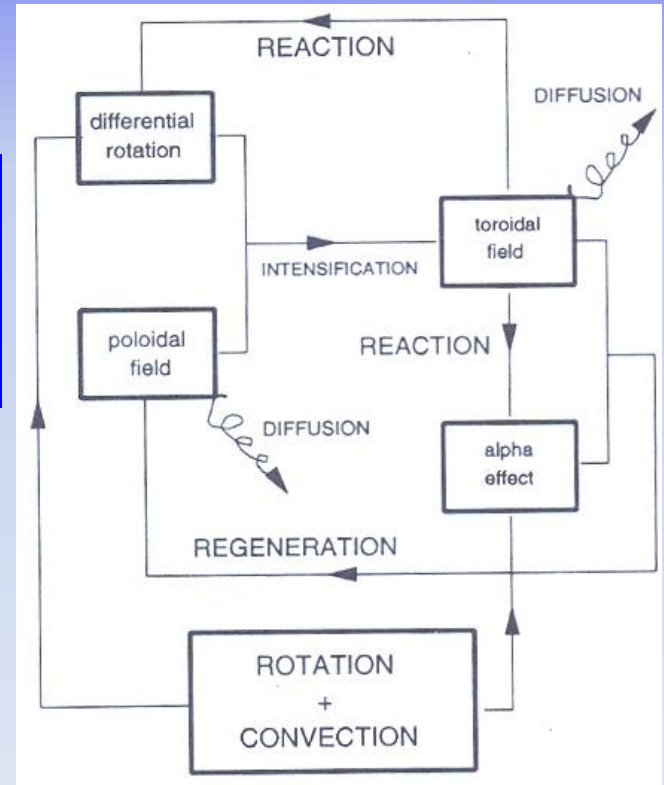 REACTION
DIFFUSION
differential
rotation
toroidal
field
INTENSIFICATION
poloidal
field
REACTION
DIFFUSION
alpha
effect
REGENERATION
ROTATION
+
CONVECTION